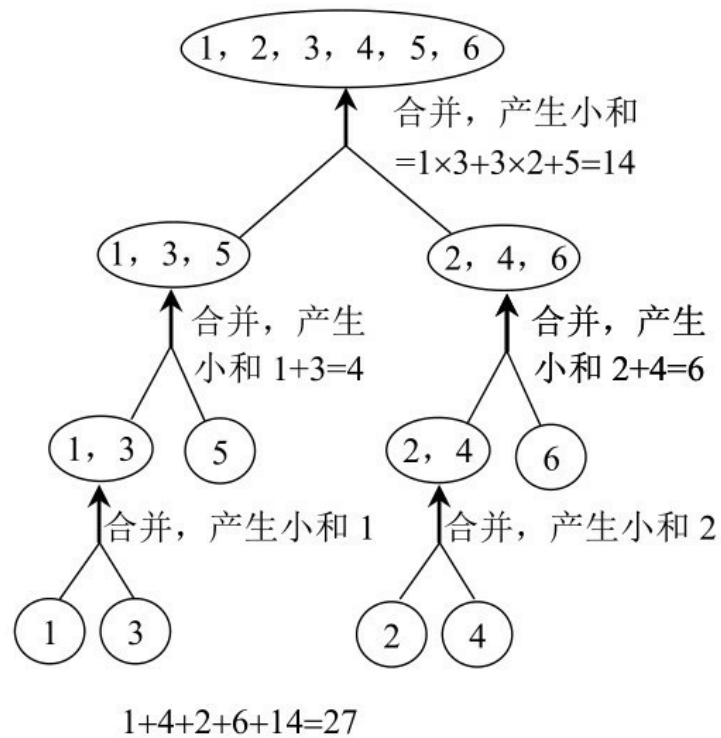 1，2，3，4，5，6
合并，产生小和
=1×3+3×2+5=14
1，3，5
2，4，6
合并，产生
小和 1+3=4
合并，产生
小和 2+4=6
1，3
5
2，4
6
合并，产生小和 1
合并，产生小和 2
1
3
2
4
1+4+2+6+14=27